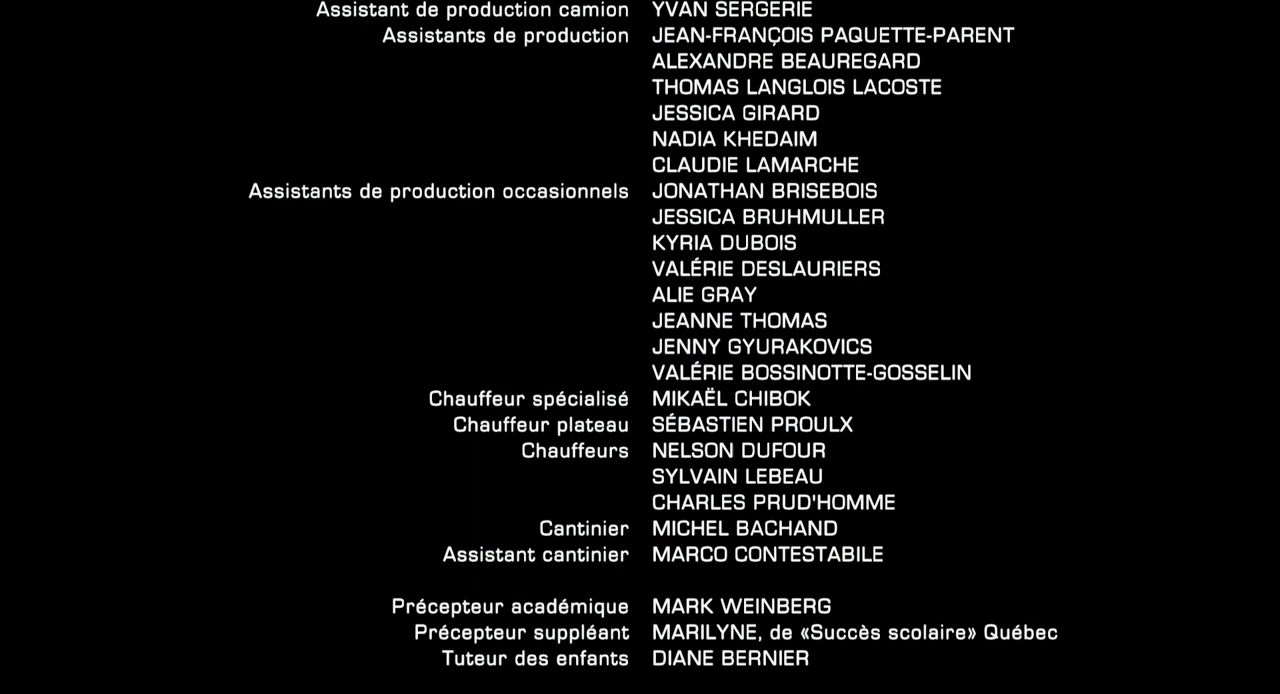 Assistant de production camion YVAN SERGERIE
Assistants de production JEAN-FRANÇOIS PAQUETTE-PARENT
ALEXANDRE BEAUREGARD
THOMAS LANGLOIS LACOSTE
JESSICA GIRARD
NADIA KHEDAIM
CLAUDIE LAMARCHE
Assistants de production occasionnels JONATHAN BRISEBOIS
JESSICA BRUHMULLER
KYRIA DUBOIS
VALÉRIE DESLAURIERS
ALIE GRAY
JEANNE THOMAS
JENNY GYURAKOVICS
VALÉRIE BOSSINOTTE-GOSSELIN
Chauffeur spécialisé MIKAËL CHIBOK
Chauffeur plateau SÉBASTIEN PROULX
Chauffeurs NELSON DUFOUR
SYLVAIN LEBEAU
CHARLES PRUD'HOMME
Cantinier MICHEL BACHAND
Assistant cantinier MARCO CONTESTABILE
Précepteur académique MARK WEINBERG
Précepteur suppléant MARILYNE, de «Succès scolaire» Québec
Tuteur des enfants DIANE BERNIER